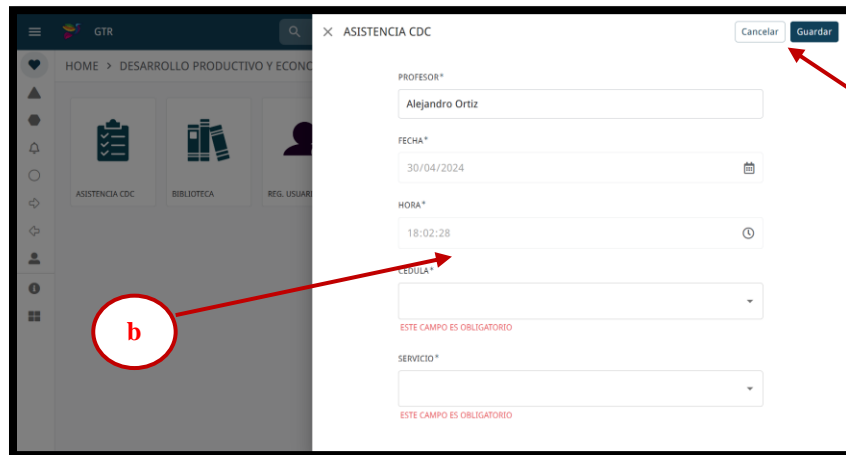 GTR
ASISTENCIA CDC
Cancelar
Guardar
HOME > DESARROLLO PRODUCTIVO Y ECONC
ASISTENCIA CDC
BIBLIOTECA
REG. USUARI
PROFESOR*
Alejandro Ortiz
FECHA*
30/04/2024
HORA*
18:02:28
CEDULA*
ESTE CAMPO ES OBLIGATORIO
SERVICIO*
ESTE CAMPO ES OBLIGATORIO
b